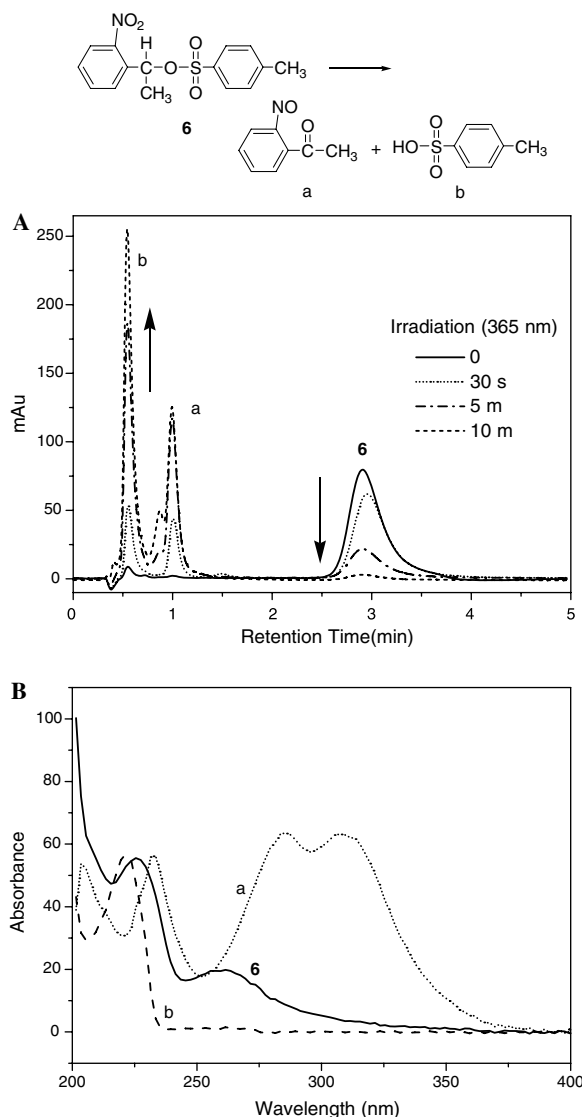 NO₂
H
O
O
S
O
CH₃
CH₃
6
NO
O
CH₃
+
HO
O
S
O
CH₃
a
b
A
250
200
150
100
50
0
mAu
b
a
6
Irradiation (365 nm)
0
30 s
5 m
10 m
0
1
2
3
4
5
Retention Time(min)
B
100
80
60
40
20
0
Absorbance
a
6
b
200
250
300
350
400
Wavelength (nm)